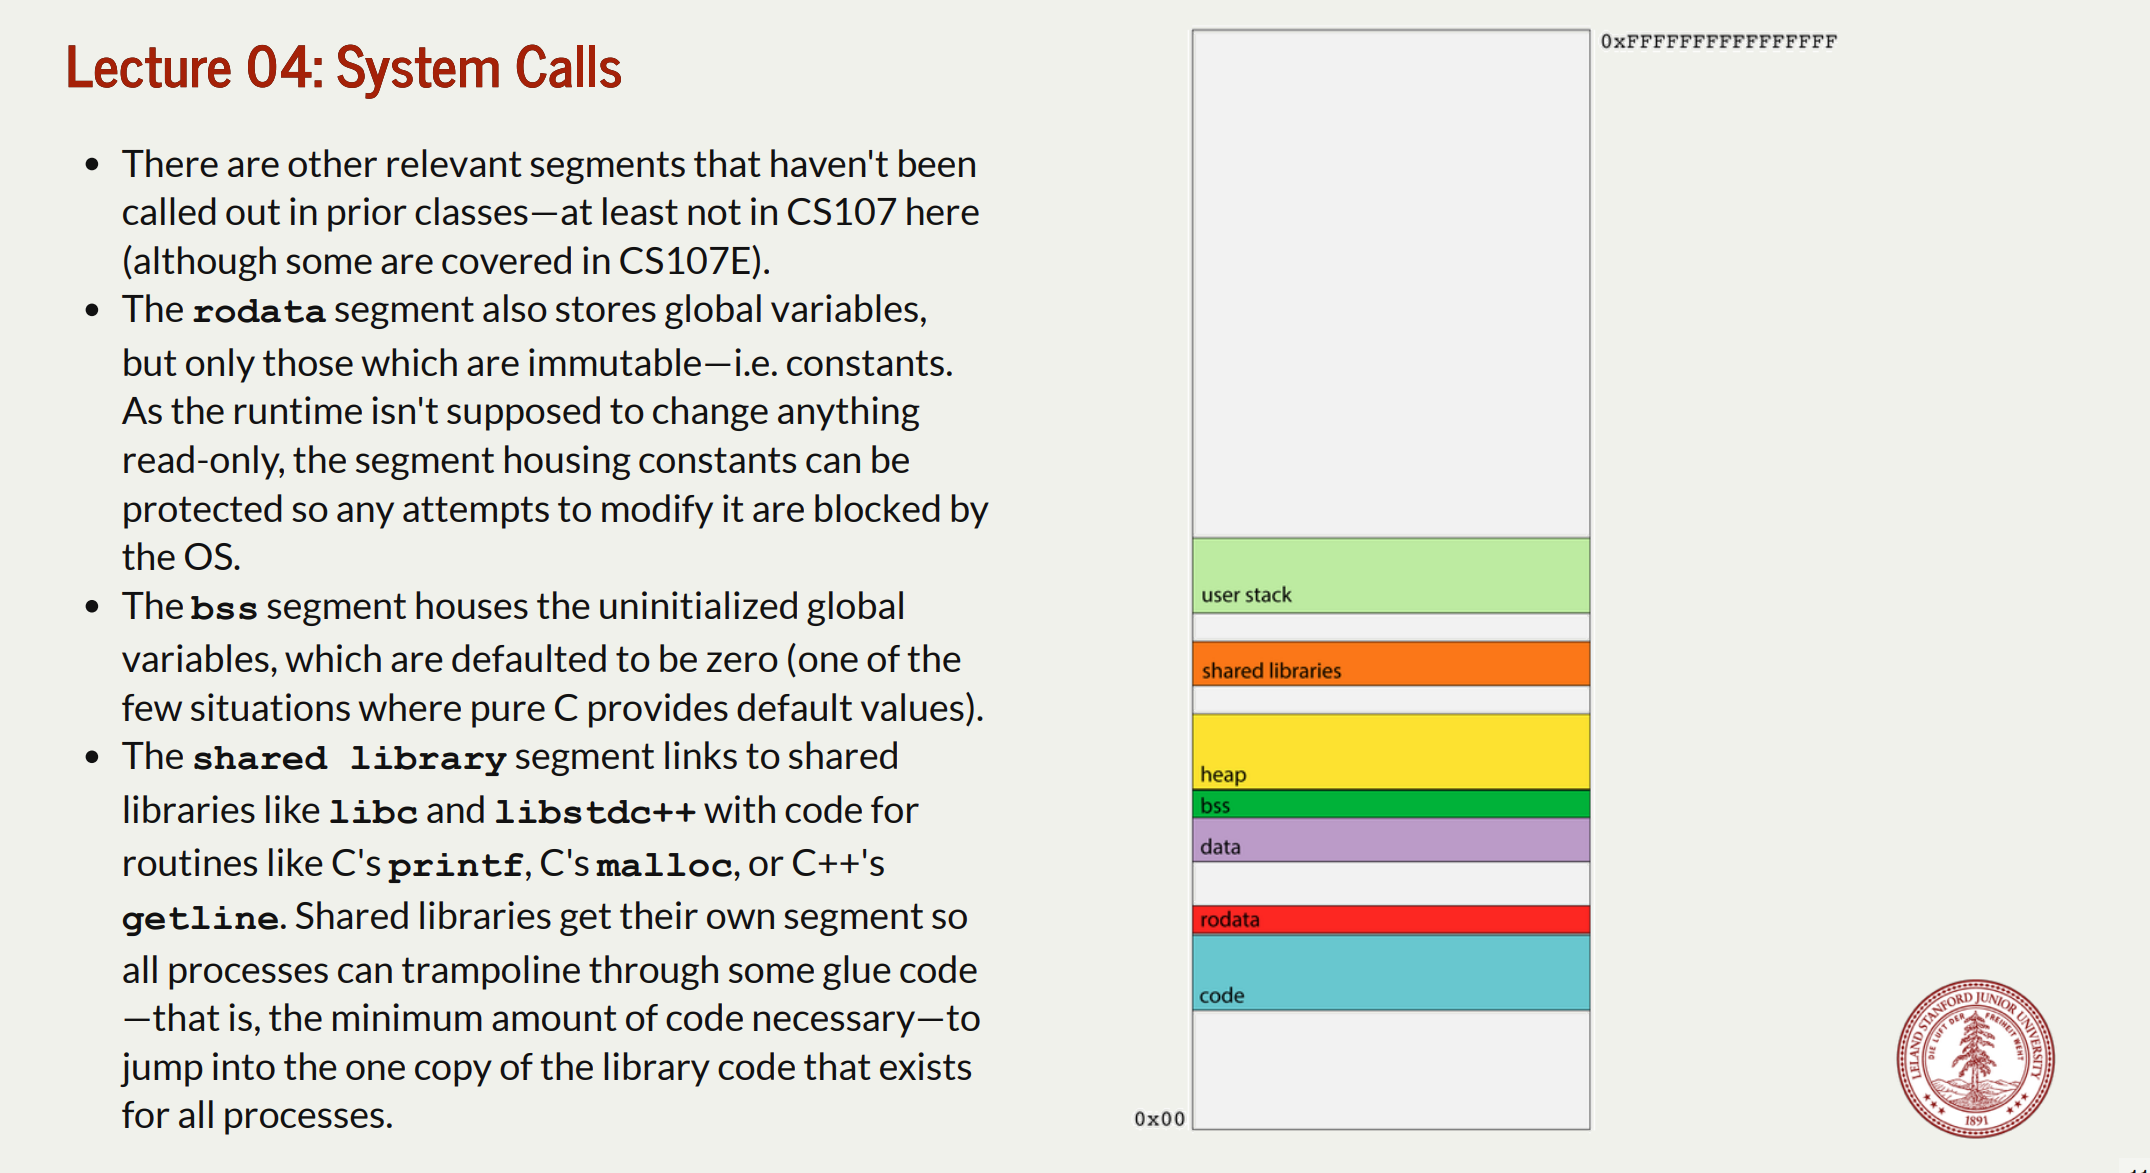 Lecture 04: System Calls
• There are other relevant segments that haven't been
called out in prior classes—at least not in CS107 here
(although some are covered in CS107E).
• The rodata segment also stores global variables,
but only those which are immutable—i.e. constants.
As the runtime isn't supposed to change anything
read-only, the segment housing constants can be
protected so any attempts to modify it are blocked by
the OS.
• The bss segment houses the uninitialized global
variables, which are defaulted to be zero (one of the
few situations where pure C provides default values).
• The shared library segment links to shared
libraries like libc and libstdc++ with code for
routines like C's printf, C's malloc, or C++'s
getline. Shared libraries get their own segment so
all processes can trampoline through some glue code
—that is, the minimum amount of code necessary—to
jump into the one copy of the library code that exists
for all processes.
0xFFFFFFFFFFFFFFFF
user stack
shared libraries
heap
bss
data
rodata
code
0x00
LELAND STANFORD JUNIOR UNIVERSITY
DIE LUFT DER FREIHEIT WEHT
1891